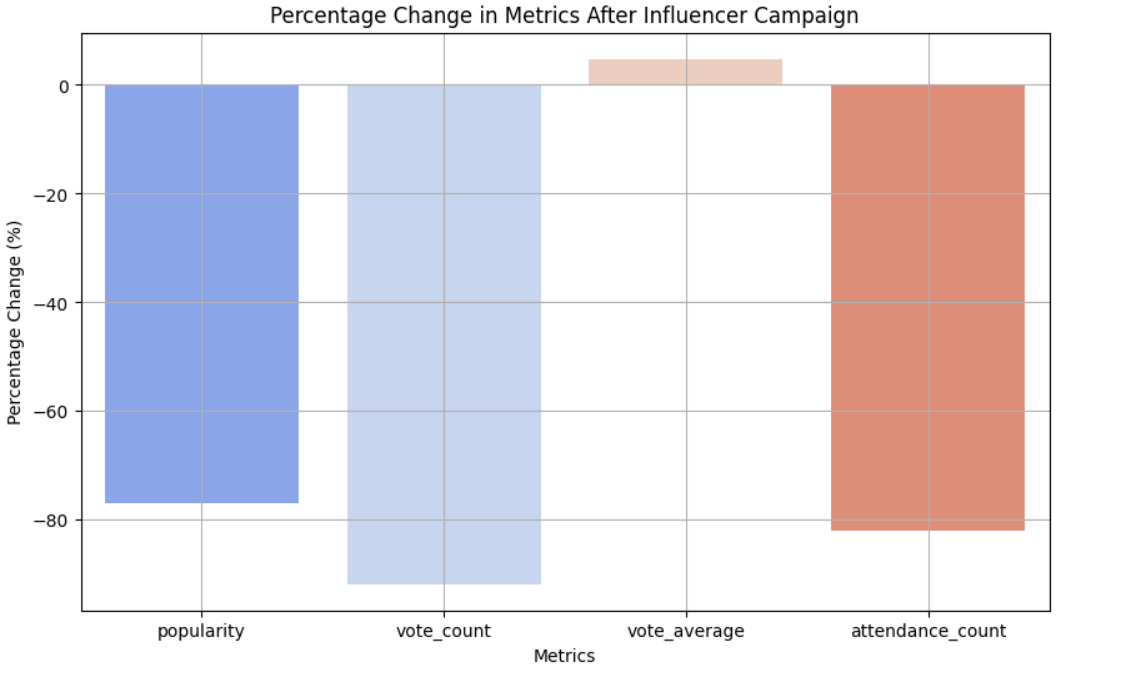 Percentage Change in Metrics After Influencer Campaign
Percentage Change (%)
0
−20
−40
−60
−80
popularity
vote_count
vote_average
attendance_count
Metrics